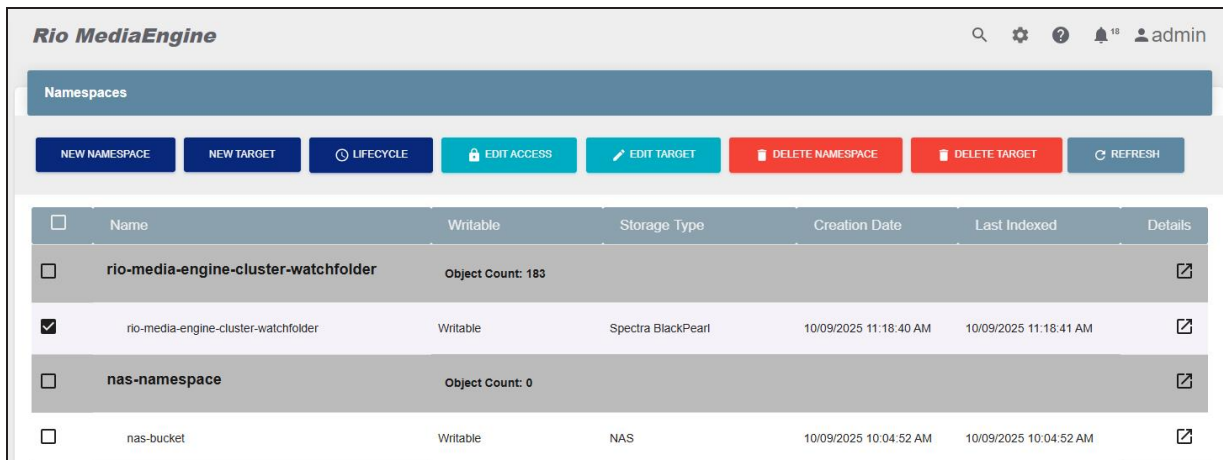 Rio MediaEngine 18 admin
Namespaces
NEW NAMESPACE NEW TARGET LIFECYCLE EDIT ACCESS EDIT TARGET DELETE NAMESPACE DELETE TARGET REFRESH
Name Writable Storage Type Creation Date Last Indexed Details
rio-media-engine-cluster-watchfolder Object Count: 183
rio-media-engine-cluster-watchfolder Writable Spectra BlackPearl 10/09/2025 11:18:40 AM 10/09/2025 11:18:41 AM
nas-namespace Object Count: 0
nas-bucket Writable NAS 10/09/2025 10:04:52 AM 10/09/2025 10:04:52 AM